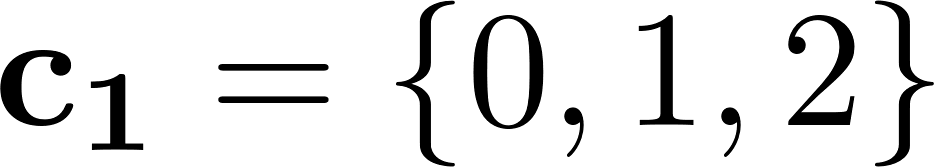 c₁ = {0, 1, 2}